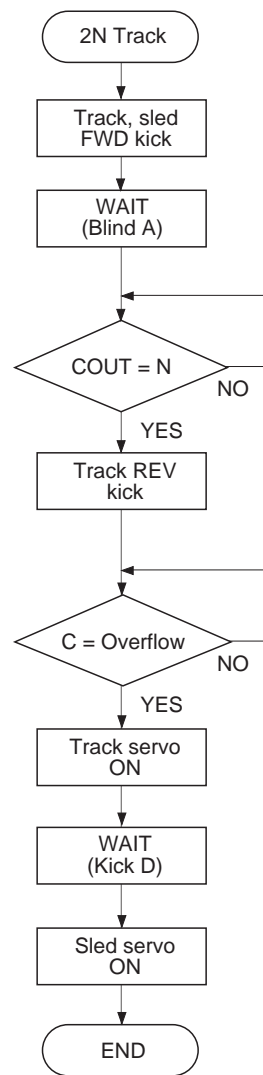 2N Track
Track, sled
FWD kick
WAIT
(Blind A)
COUT = N
NO
YES
Track REV
kick
C = Overflow
NO
YES
Track servo
ON
WAIT
(Kick D)
Sled servo
ON
END